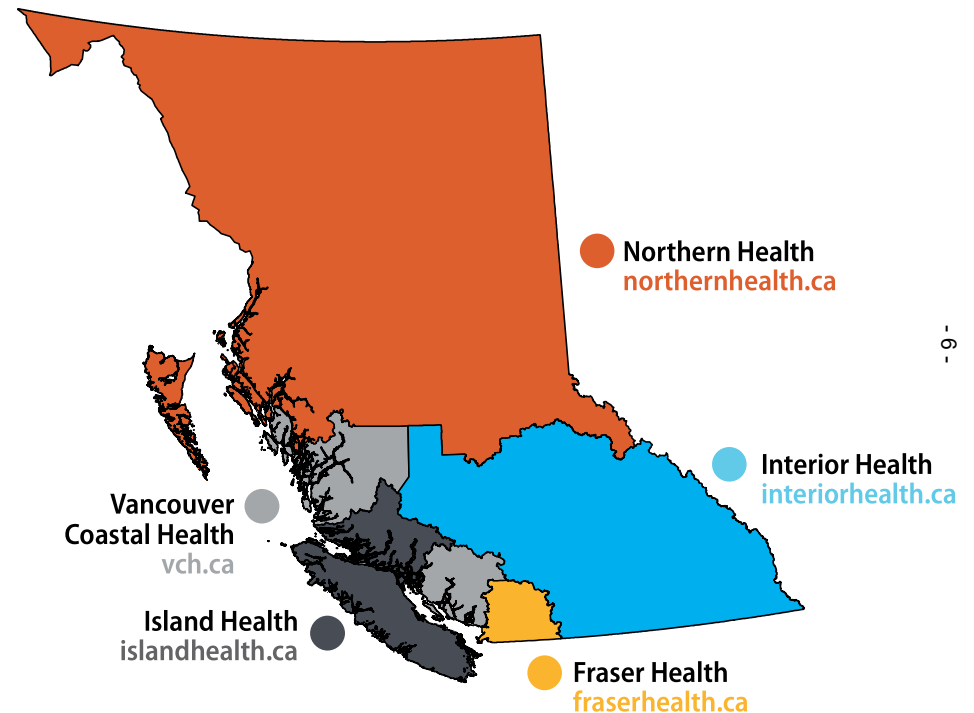 Northern Health
northernhealth.ca
- 9 -
Interior Health
interiorhealth.ca
Vancouver
Coastal Health
vch.ca
Island Health
islandhealth.ca
Fraser Health
fraserhealth.ca